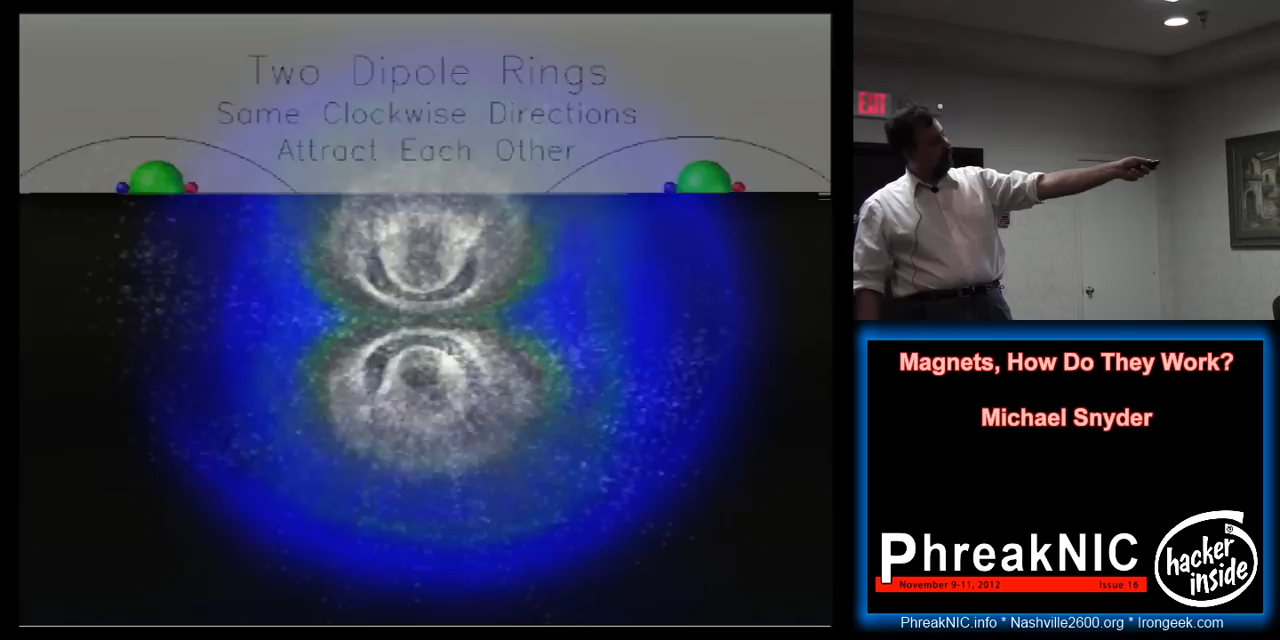 Two Dipole Rings
Same Clockwise Directions
Attract Each Other
EXIT
Magnets, How Do They Work?
Michael Snyder
PhreakNIC
November 9-11, 2012 Issue 16
hacker
inside
PhreakNIC.info * Nashville2600.org * Irongeek.com